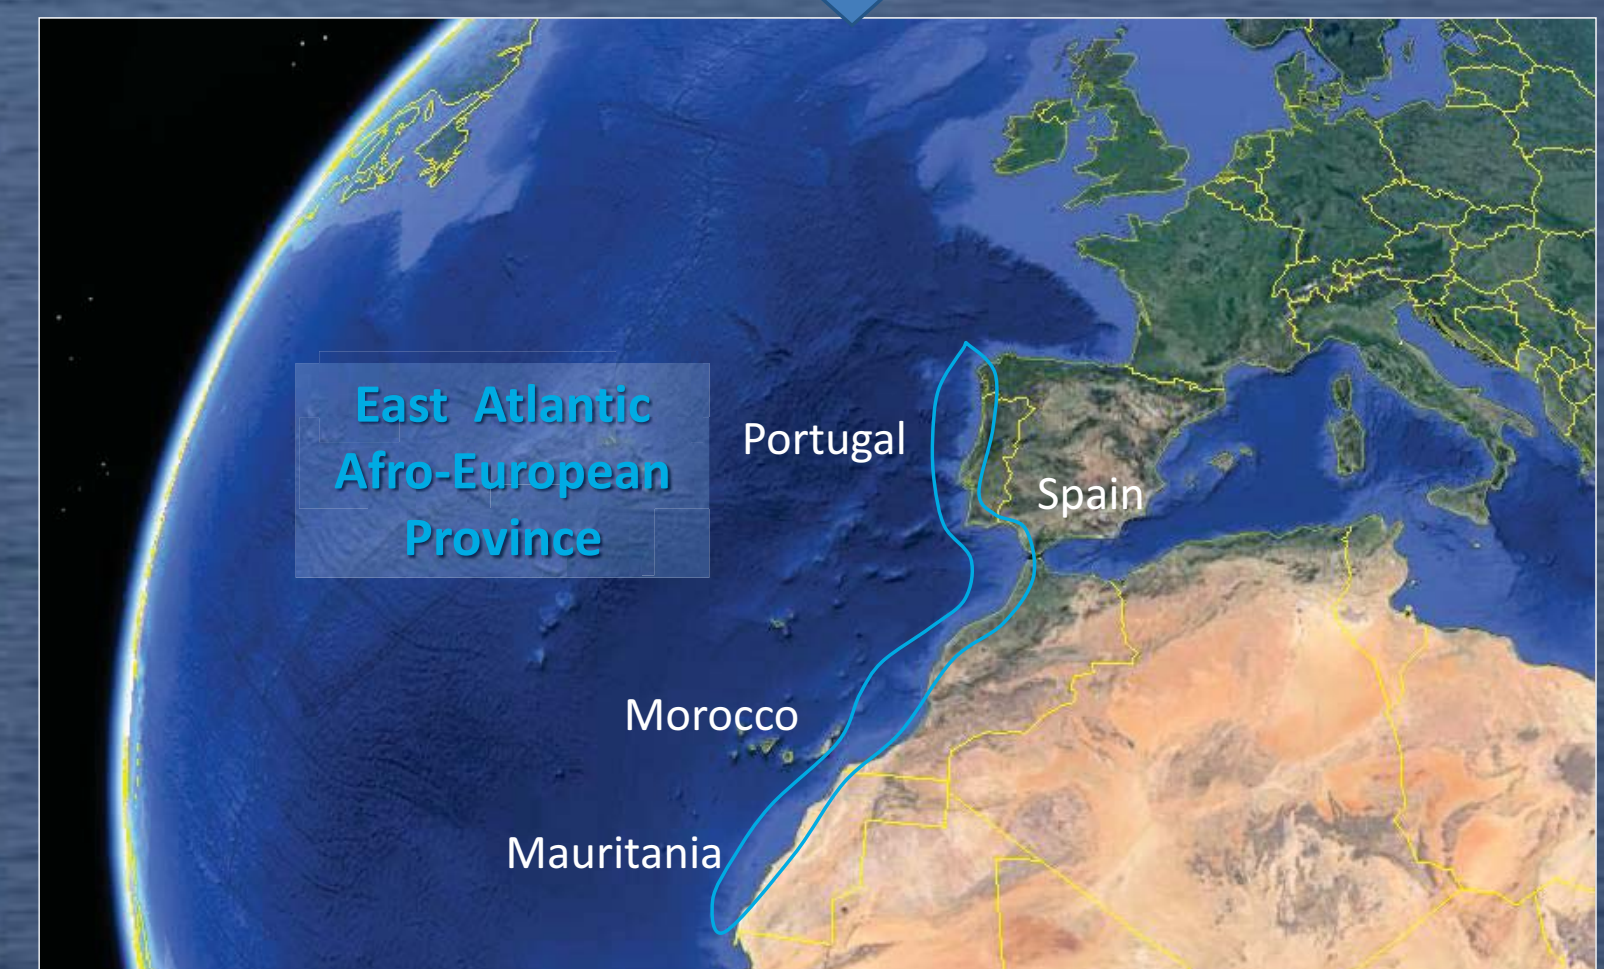 East Atlantic
Afro-European
Province
Portugal
Spain
Morocco
Mauritania